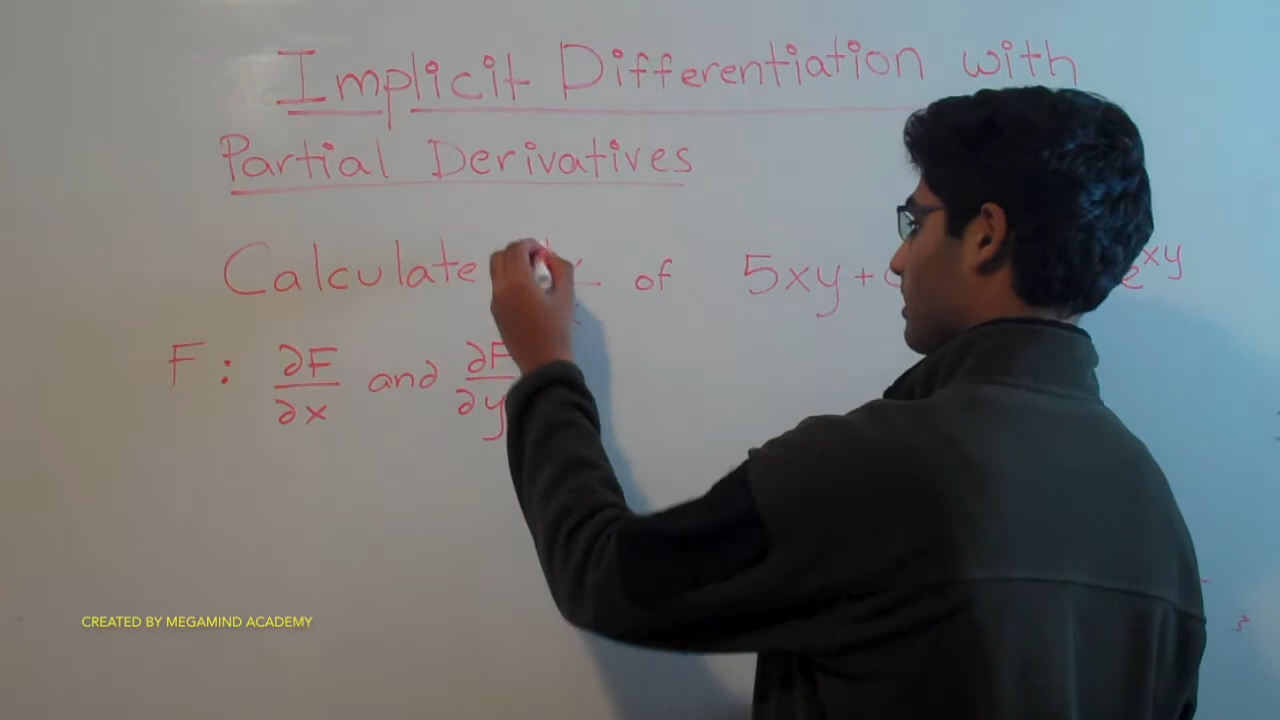 Implicit Differentiation with
Partial Derivatives
Calculate of 5xy +
e^xy
F : ∂F/∂x and ∂F/∂y
CREATED BY MEGAMIND ACADEMY